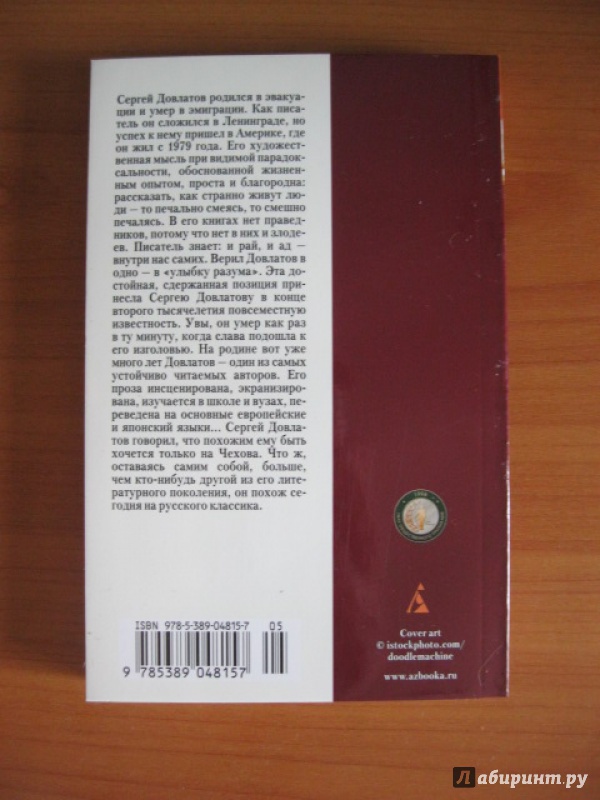 Сергей Довлатов родился в эвакуа-
ции и умер в эмиграции. Как писа-
тель он сложился в Ленинграде, но
успех к нему пришел в Америке, где
он жил с 1979 года. Его художест-
венная мысль при видимой парадок-
сальности, обоснованной жизнен-
ным опытом, проста и благородна:
рассказать, как странно живут лю-
ди – то печально смеясь, то смешно
печалясь. В его книгах нет правед-
ников, потому что нет в них и злоде-
ев. Писатель знает: и рай, и ад –
внутри нас самих. Верил Довлатов в
одно – в «улыбку разума». Эта до-
стойная, сдержанная позиция при-
несла Сергею Довлатову в конце
второго тысячелетия повсеместную
известность. Увы, он умер как раз
в ту минуту, когда слава подошла к
его изголовью. На родине вот уже
много лет Довлатов – один из самых
устойчиво читаемых авторов. Его
проза инсценирована, экранизиро-
вана, изучается в школе и вузах, пе-
реведена на основные европейские
и японский языки... Сергей Довла-
тов говорил, что похожим ему быть
хочется только на Чехова. Что ж,
оставаясь самим собой, больше,
чем кто-нибудь другой из его ли-
тературного поколения, он похож се-
годня на русского классика.
ISBN 978-5-389-04815-7 05
9 785389 048157
Cover art
© istockphoto.com/
doodlemachine
www.azbooka.ru
Лабиринт.ру